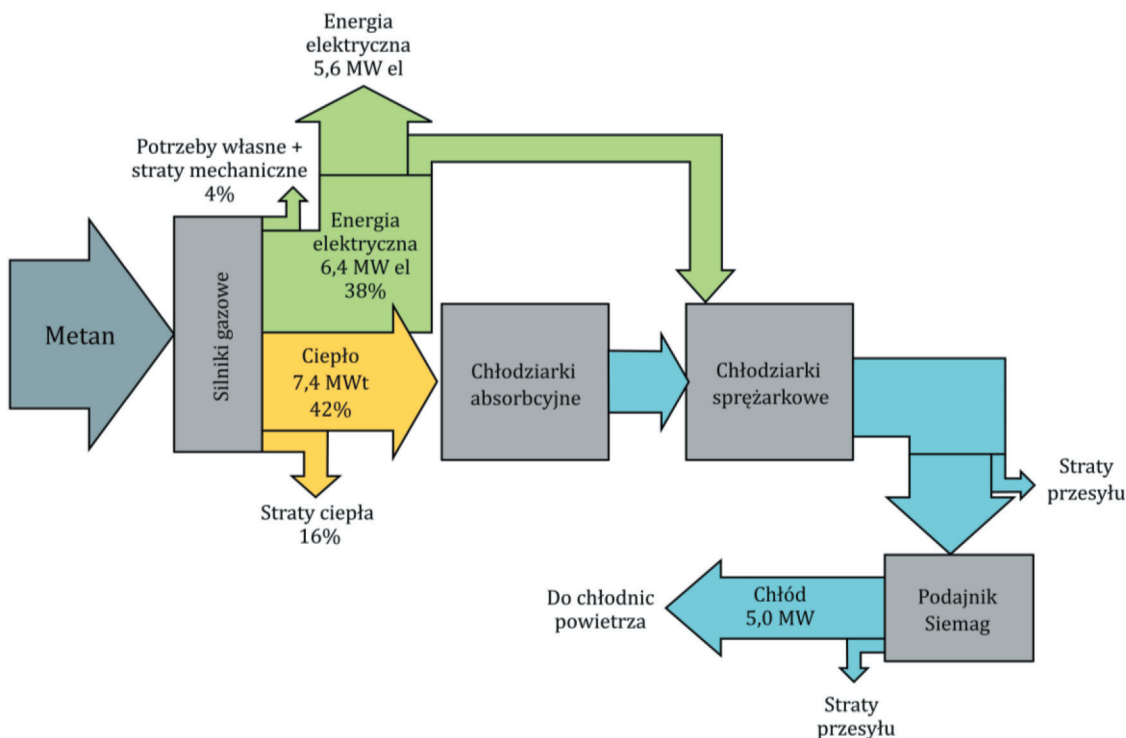 Energia
elektryczna
5,6 MW el
Potrzeby własne +
straty mechaniczne
4%
Energia
elektryczna
6,4 MW el
38%
Metan
Silniki gazowe
Ciepło
7,4 MWt
42%
Chłodziarki
absorbcyjne
Chłodziarki
sprężarkowe
Straty ciepła
16%
Straty
przesyłu
Do chłodnic
powietrza
Chłód
5,0 MW
Podajnik
Siemag
Straty
przesyłu